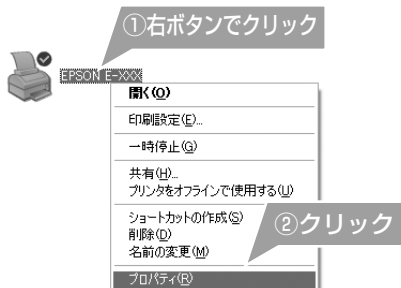 ①右ボタンでクリック
EPSON E-XXX
開く(O)
印刷設定(E)...
一時停止(G)
共有(H)...
プリンタをオフラインで使用する(U)
ショートカットの作成(S)
削除(D)
名前の変更(M)
②クリック
プロパティ(R)